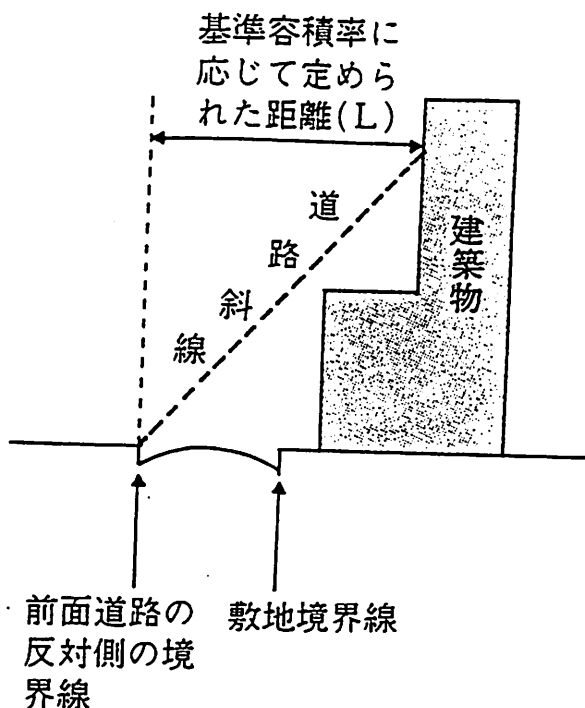 基準容積率に
応じて定めら
れた距離(L)
道路斜線
建築物
前面道路の
反対側の境
界線
敷地境界線